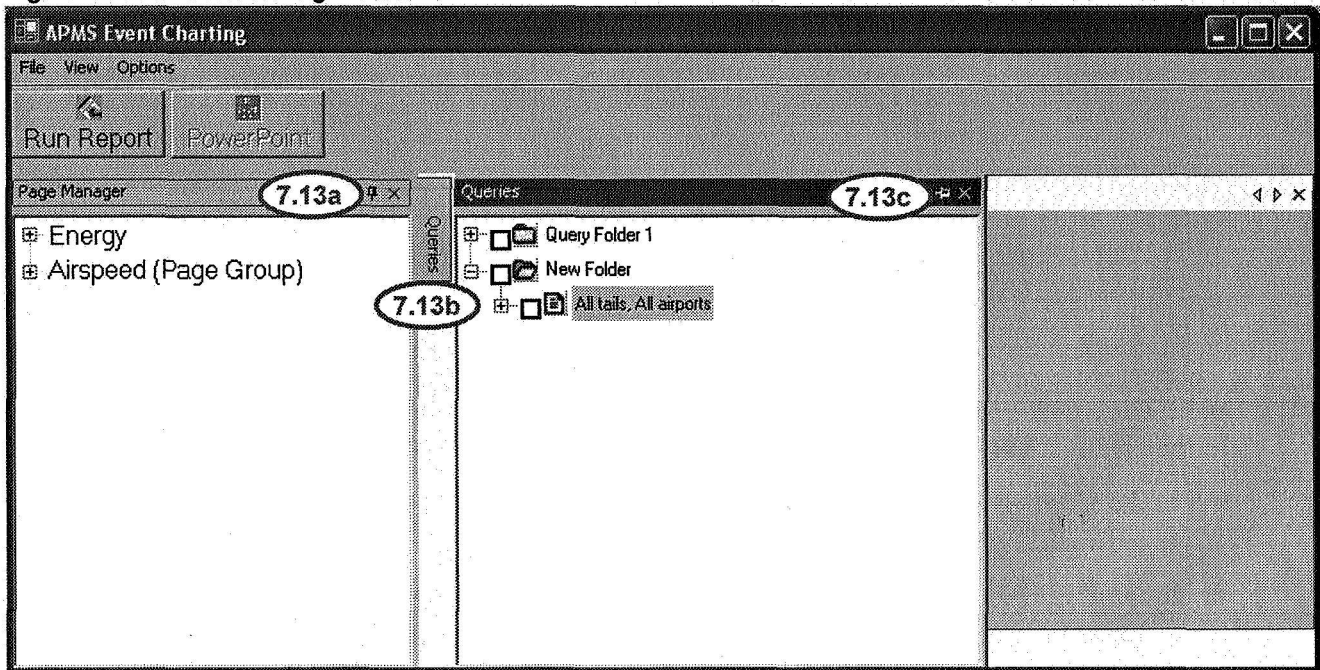 APMS Event Charting
File View Options
Run Report
PowerPoint
Page Manager
7.13a
Queries
7.13b
Queries
7.13c
Energy
Airspeed (Page Group)
Query Folder 1
New Folder
All tails, All airports